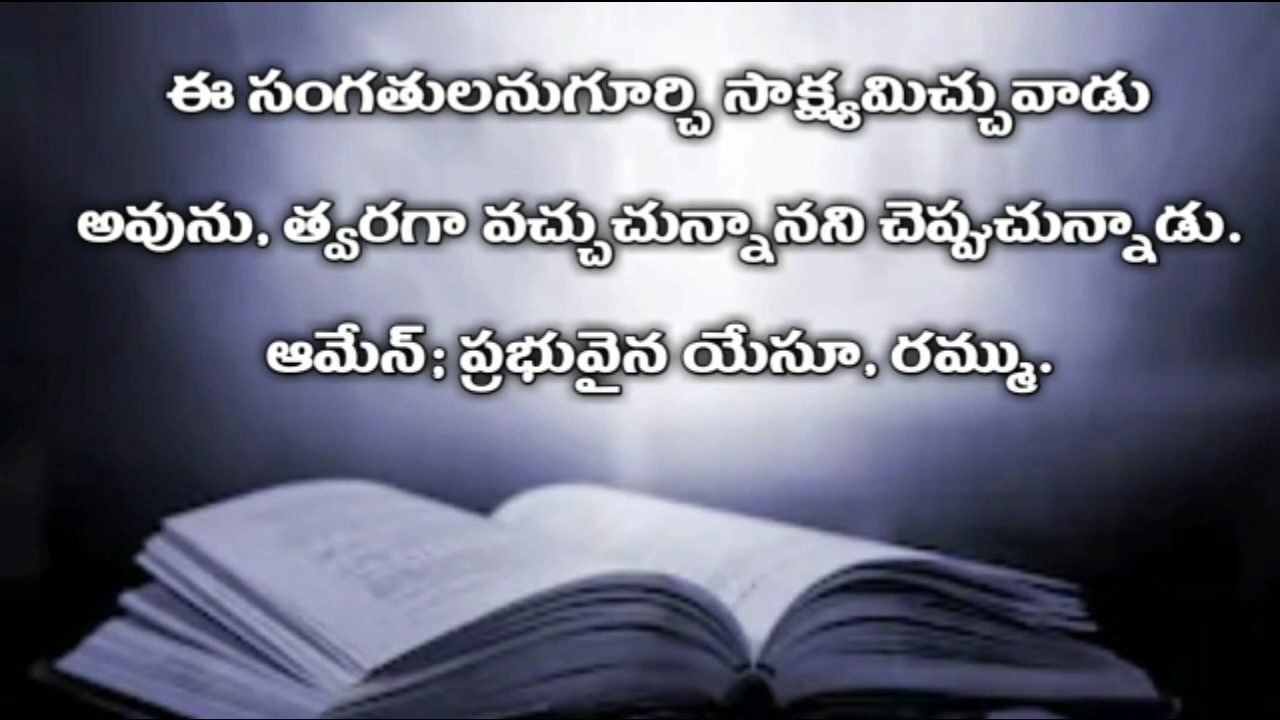 ఈ సంగతులనుగూర్చి సాక్ష్యమిచ్చువాడు
అవును, త్వరగా వచ్చుచున్నానని చెప్పుచున్నాడు.
ఆమేన్; ప్రభువైన యేసూ, రమ్ము.